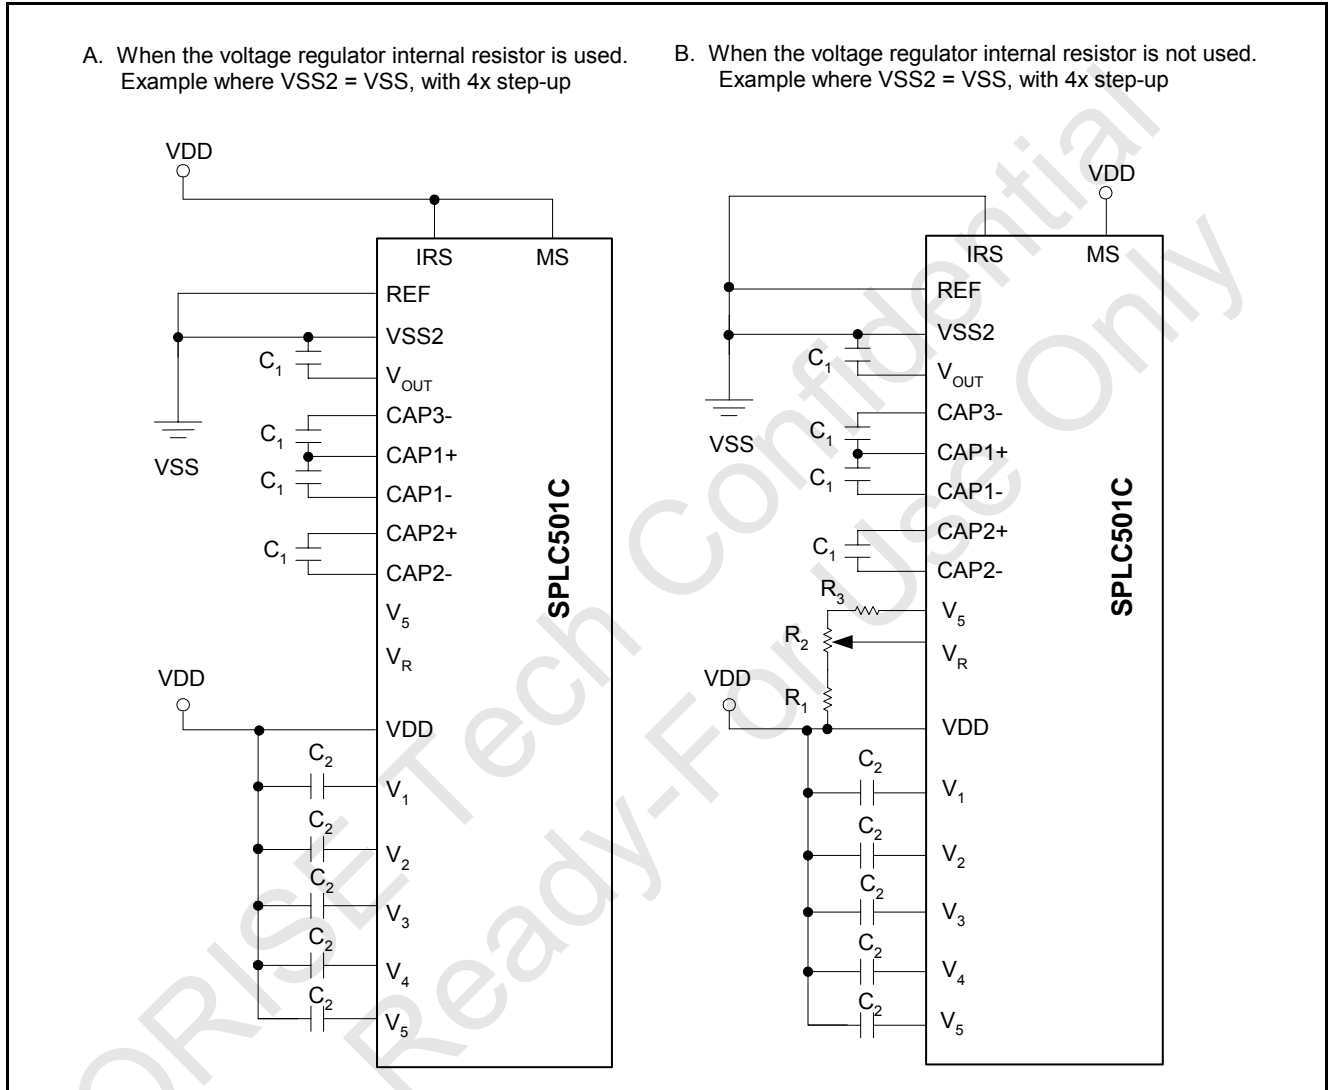 A. When the voltage regulator internal resistor is used.
Example where VSS2 = VSS, with 4x step-up
B. When the voltage regulator internal resistor is not used.
Example where VSS2 = VSS, with 4x step-up
VDD
IRS
MS
REF
VSS2
C1
VOUT
CAP3-
C1
CAP1+
C1
CAP1-
CAP2+
C1
CAP2-
VSS
V5
VR
VDD
VDD
C2
V1
C2
V2
C2
V3
C2
V4
C2
V5
SPLC501C
VDD
IRS
MS
REF
VSS2
C1
VOUT
CAP3-
C1
CAP1+
C1
CAP1-
CAP2+
C1
CAP2-
VSS
R3
V5
R2
VR
VDD
R1
VDD
C2
V1
C2
V2
C2
V3
C2
V4
C2
V5
SPLC501C
ORISE Tech Confidential
Ready-For Use Only